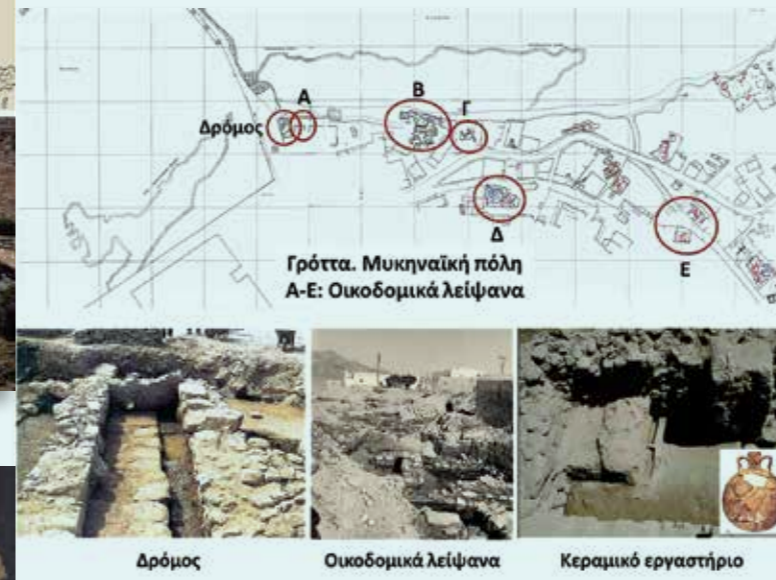 Α
Β
Γ
Δρόμος
Δ
Ε
Γρόττα. Μυκηναϊκή πόλη
Α-Ε: Οικοδομικά λείψανα
Δρόμος
Οικοδομικά λείψανα
Κεραμικό εργαστήριο